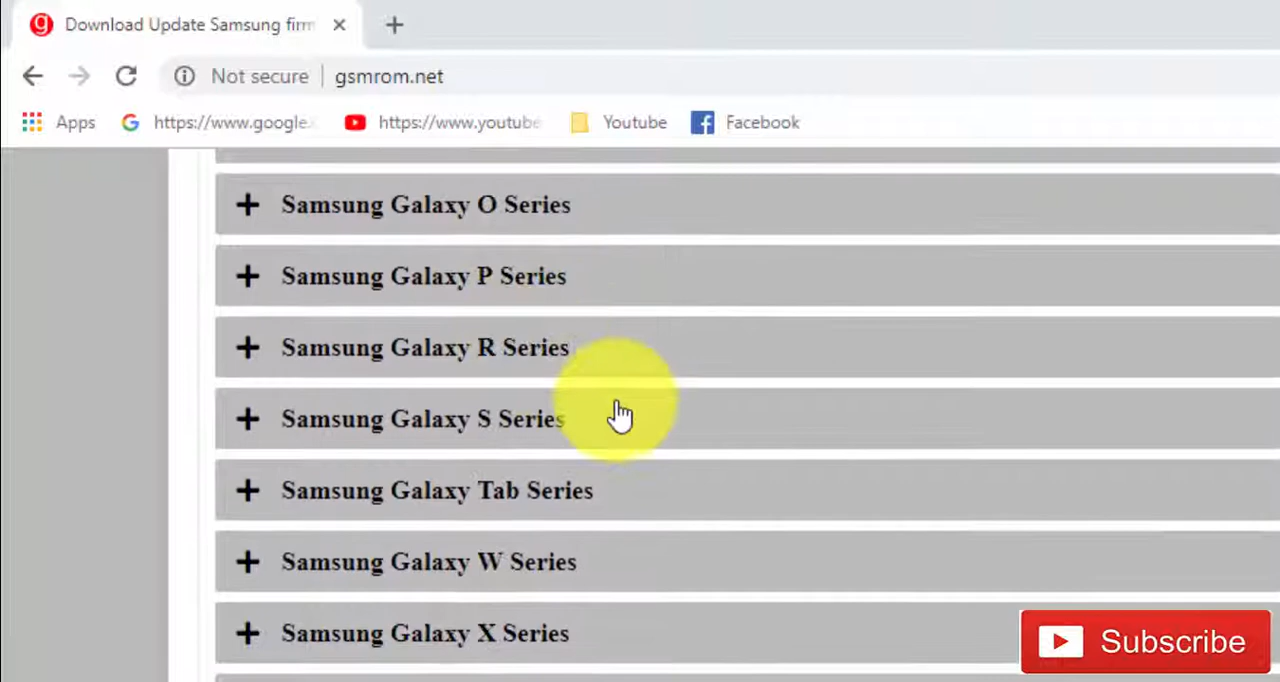 g Download Update Samsung firm
Not secure gsmrom.net
Apps https://www.google. https://www.youtube Youtube Facebook
Samsung Galaxy O Series
Samsung Galaxy P Series
Samsung Galaxy R Series
Samsung Galaxy S Series
Samsung Galaxy Tab Series
Samsung Galaxy W Series
Samsung Galaxy X Series
Subscribe